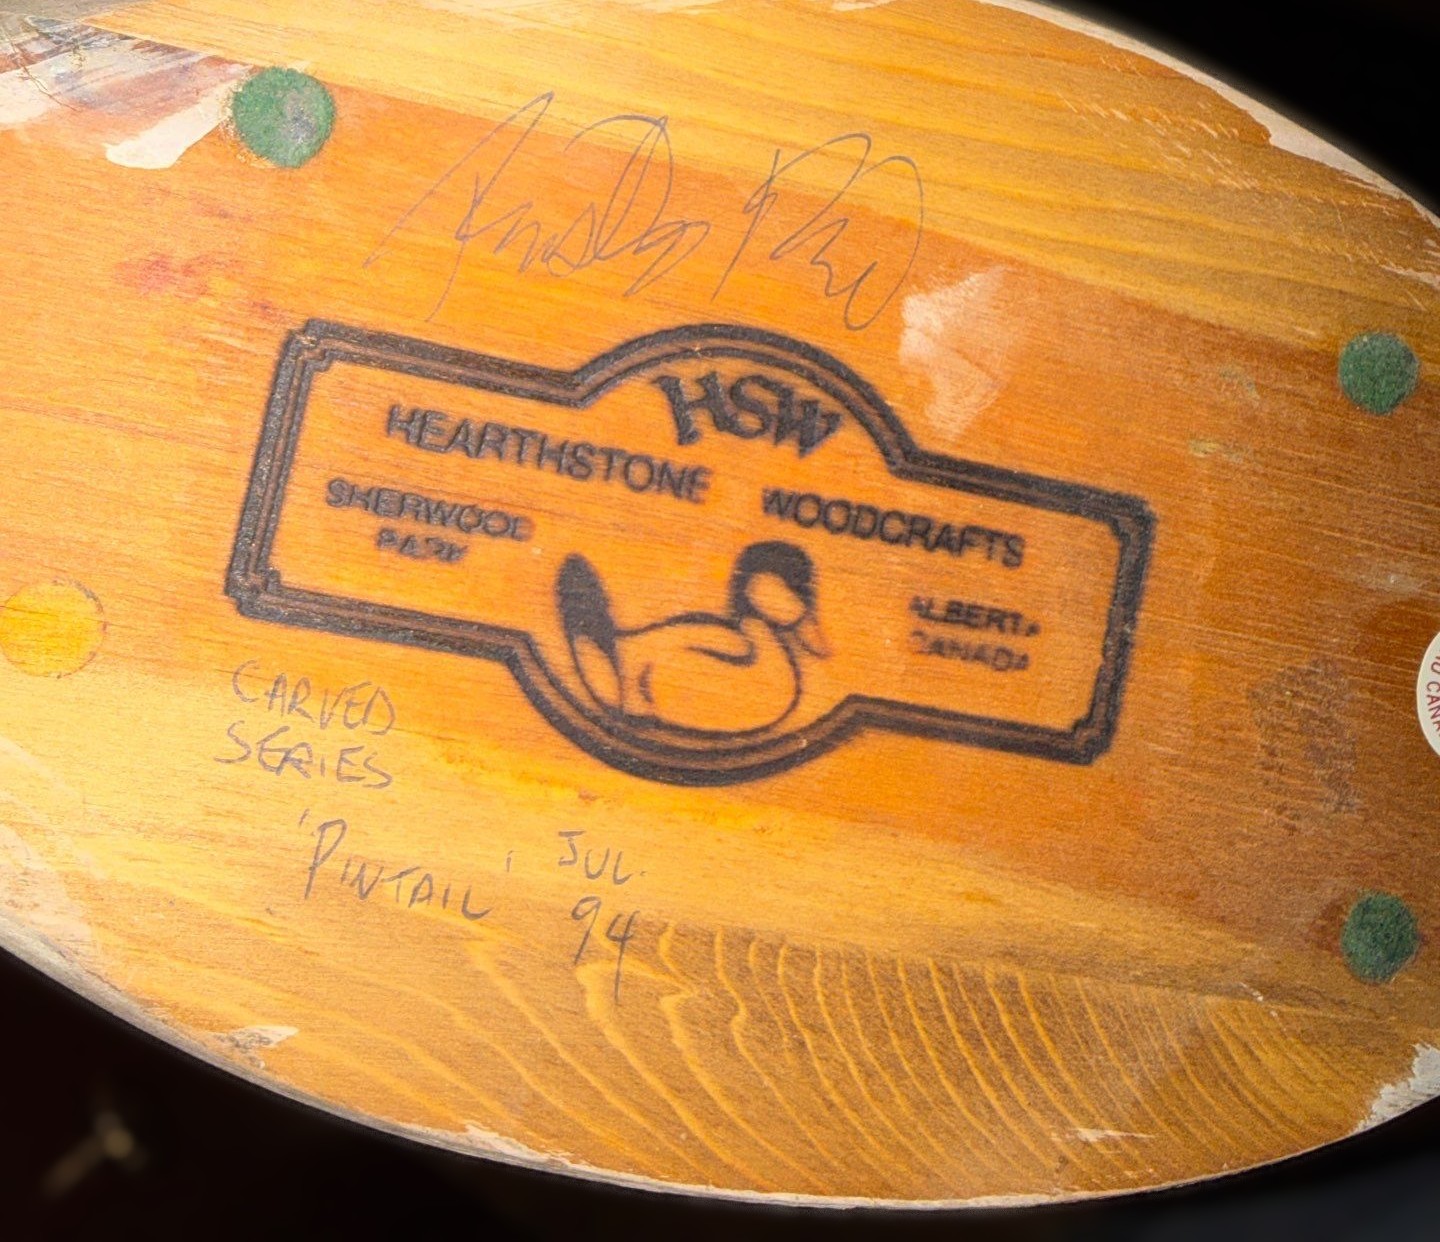 HSW
HEARTHSTONE WOODCRAFTS
SHERWOOD
PARK
ALBERTA
CANADA
CARVED
SERIES
'PINTAIL'
JUL.
94